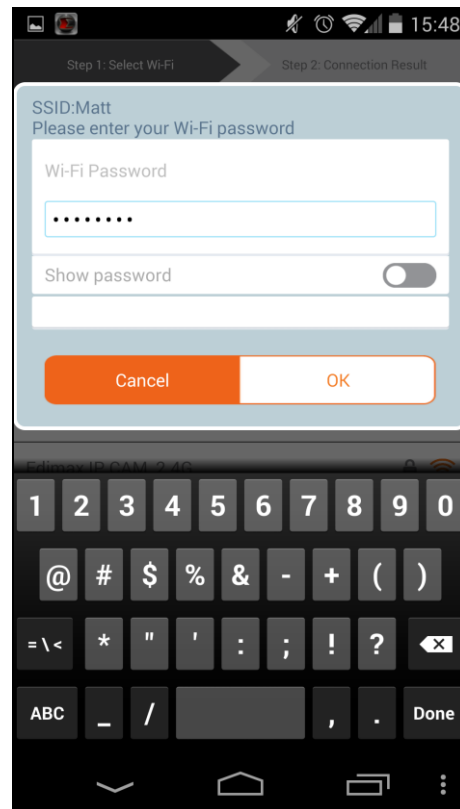 15:48
Step 1: Select Wi-Fi Step 2: Connection Result
SSID:Matt
Please enter your Wi-Fi password
Wi-Fi Password
••••••••
Show password
Cancel OK
Edimax IP CAM 2.4G
1 2 3 4 5 6 7 8 9 0
@ # $ % & - + ( )
=\< * " ' : ; ! ?
ABC _ / , . Done